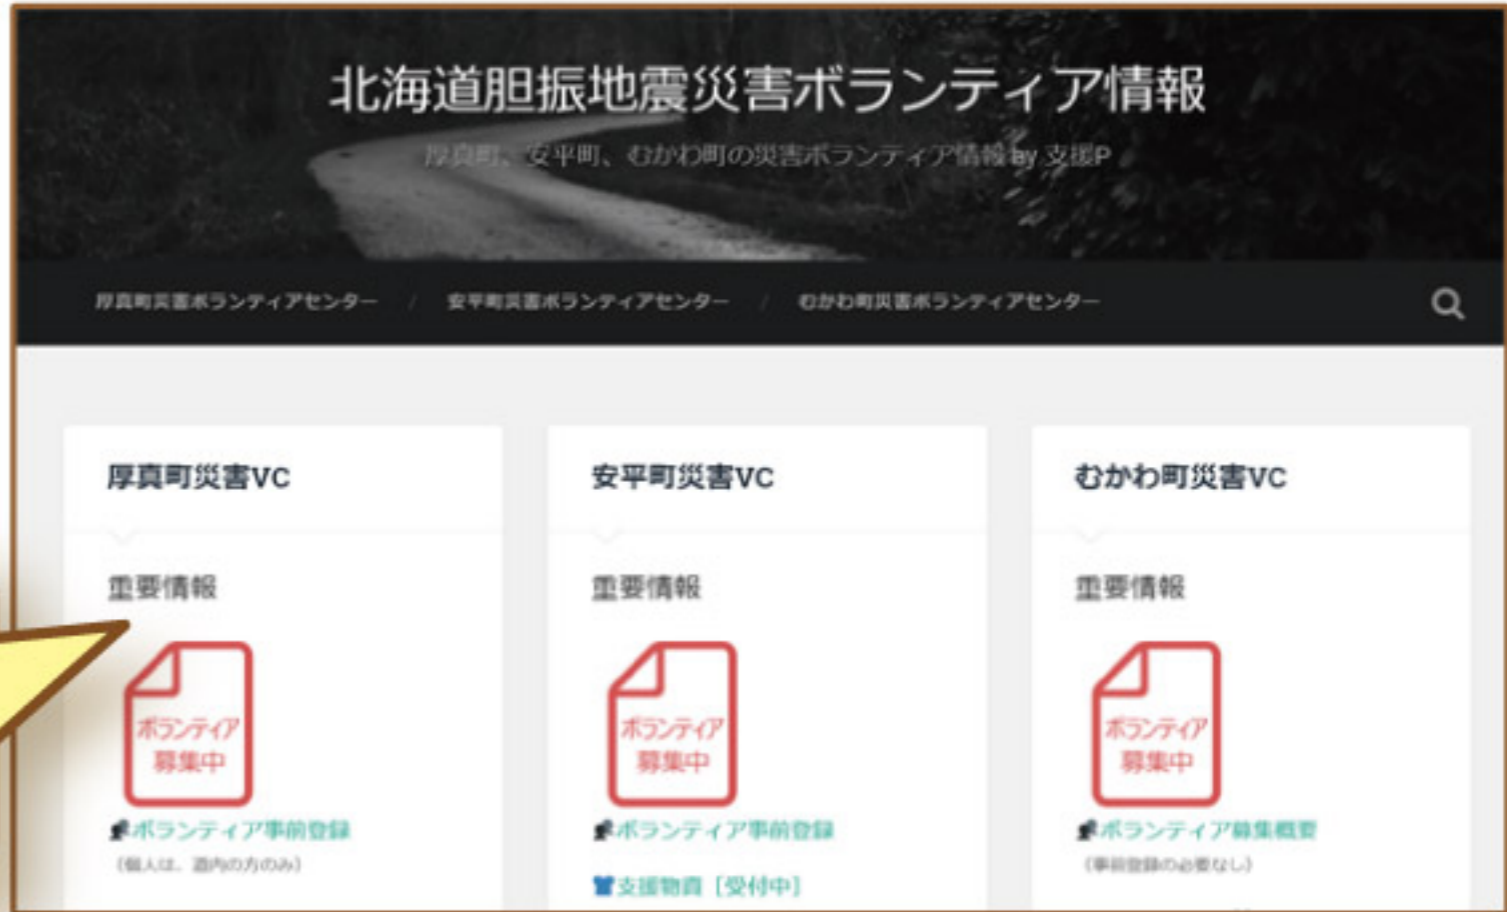 北海道胆振地震災害ボランティア情報
厚真町、安平町、むかわ町の災害ボランティア情報 by 支援P
厚真町災害ボランティアセンター / 安平町災害ボランティアセンター / むかわ町災害ボランティアセンター
厚真町災害VC
重要情報
ボランティア
募集中
ボランティア事前登録
(個人は、道内の方のみ)
安平町災害VC
重要情報
ボランティア
募集中
ボランティア事前登録
支援物資［受付中］
むかわ町災害VC
重要情報
ボランティア
募集中
ボランティア募集概要
(事前登録の必要なし)